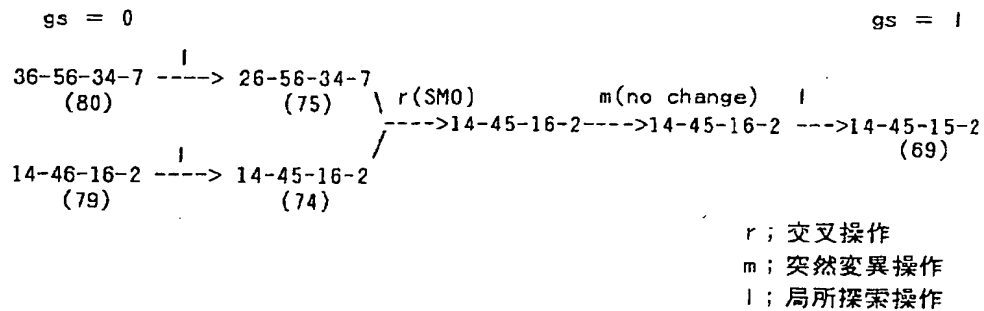 gs = 0 gs = 1
l
36-56-34-7 ----> 26-56-34-7
(80) (75)
r(SMO) m(no change) l
---->14-45-16-2---->14-45-16-2 --->14-45-15-2
(69)
l
14-46-16-2 ----> 14-45-16-2
(79) (74)
r ; 交叉操作
m ; 突然変異操作
l ; 局所探索操作